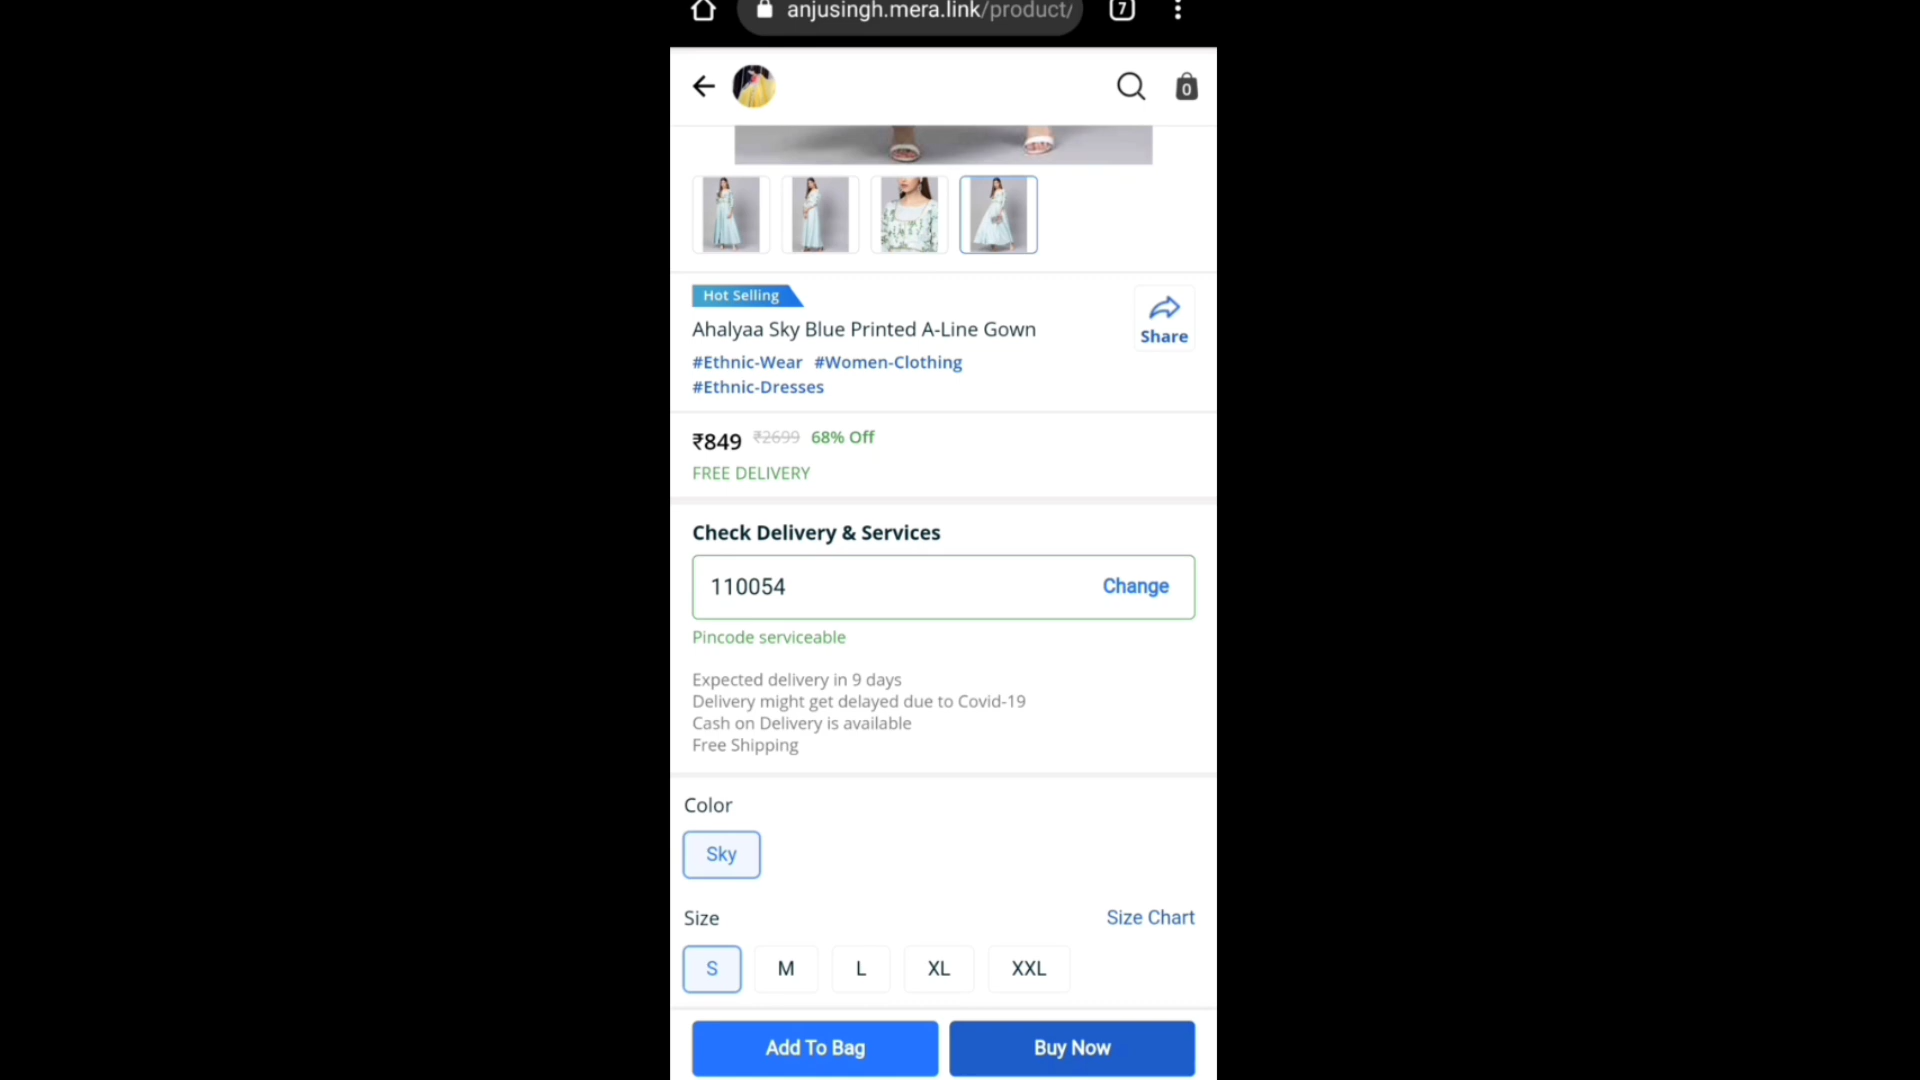 anjusingh.mera.link/product/
7
0
Hot Selling
Ahalyaa Sky Blue Printed A-Line Gown
Share
#Ethnic-Wear #Women-Clothing
#Ethnic-Dresses
₹849 ₹2699 68% Off
FREE DELIVERY
Check Delivery & Services
110054 Change
Pincode serviceable
Expected delivery in 9 days
Delivery might get delayed due to Covid-19
Cash on Delivery is available
Free Shipping
Color
Sky
Size Size Chart
S M L XL XXL
Add To Bag Buy Now